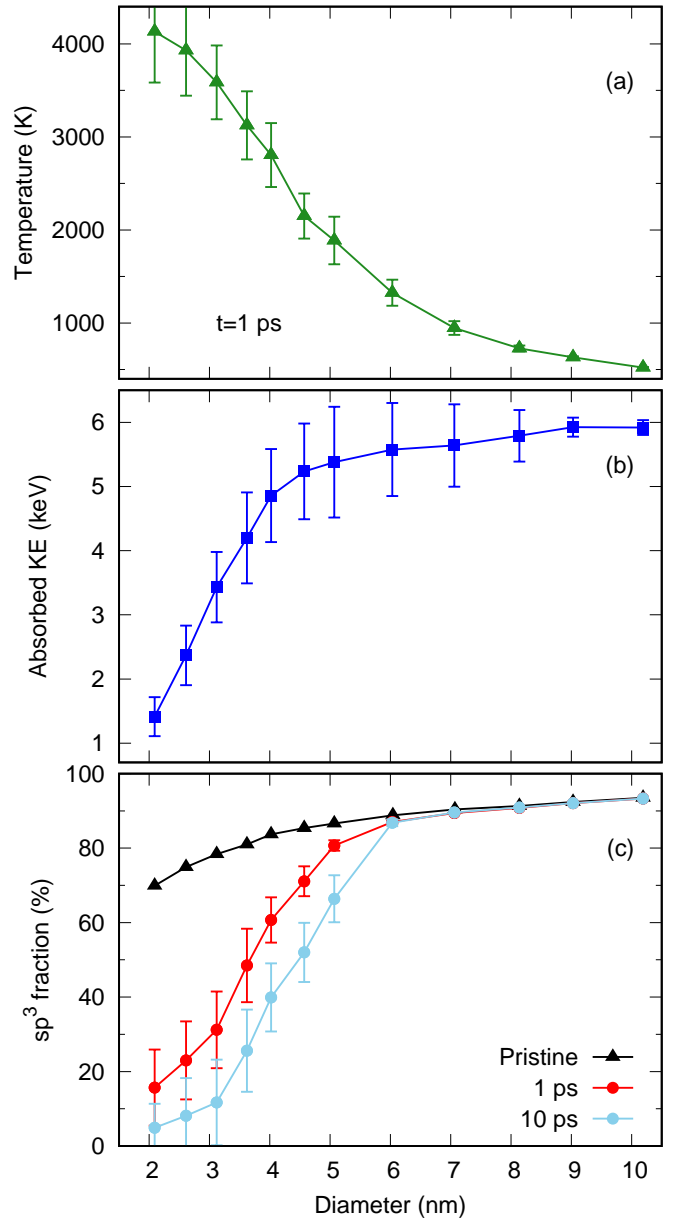 4000
3000
2000
1000
Temperature (K)
(a)
t=1 ps
6
5
4
3
2
1
Absorbed KE (keV)
(b)
100
80
60
40
20
0
sp³ fraction (%)
(c)
Pristine
1 ps
10 ps
2 3 4 5 6 7 8 9 10
Diameter (nm)